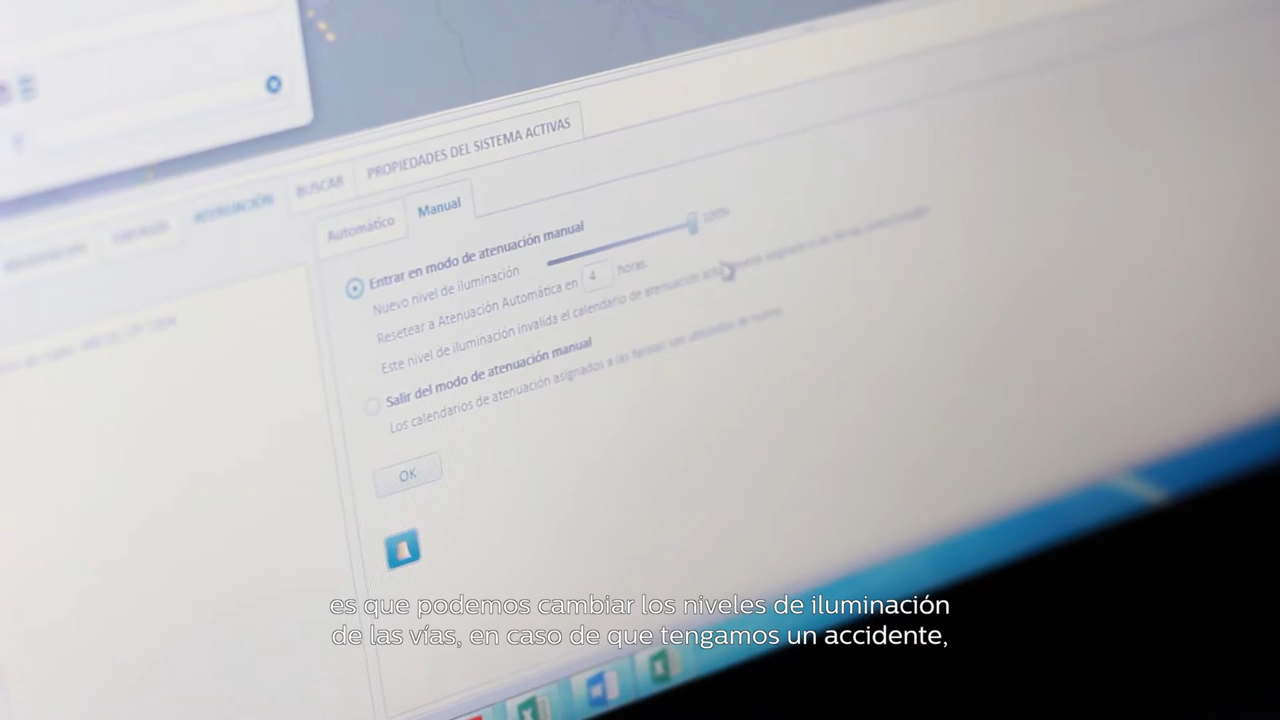 PROPIEDADES DEL SISTEMA ACTIVAS
BUSCAR
ATENUACIÓN
Automático
Manual
Entrar en modo de atenuación manual
Nuevo nivel de iluminación
100%
Resetear a Atenuación Automática en 4 horas
Este nivel de iluminación invalida el calendario de atenuación
Salir del modo de atenuación manual
Los calendarios de atenuación asignados a las
OK
es que podemos cambiar los niveles de iluminación
de las vías, en caso de que tengamos un accidente,